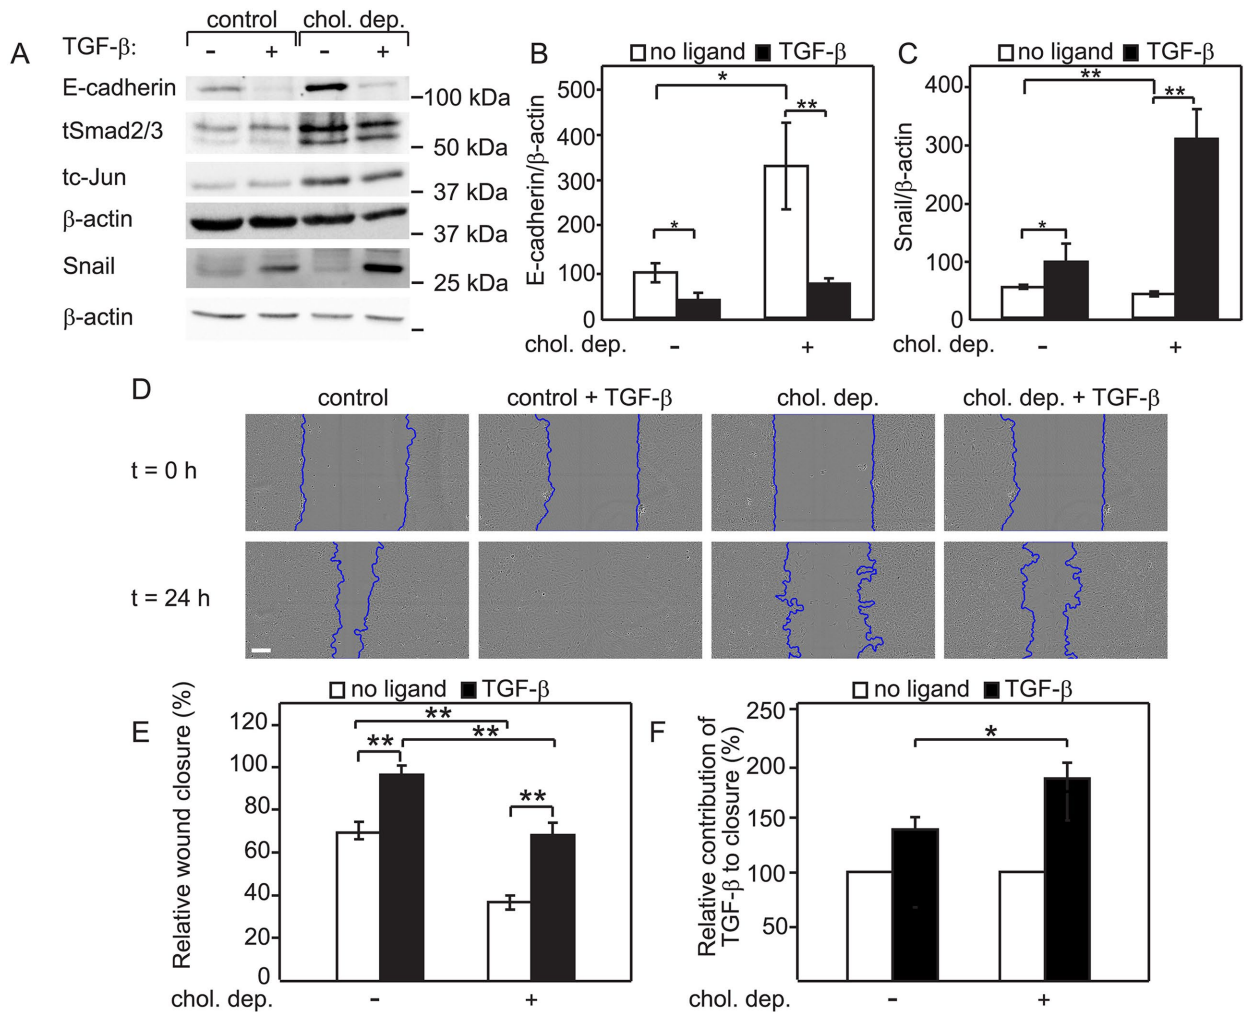 A
control chol. dep.
TGF-β: - + - +
E-cadherin
–100 kDa
tSmad2/3
– 50 kDa
tc-Jun
– 37 kDa
β-actin
– 37 kDa
Snail
– 25 kDa
β-actin
–
B
no ligand TGF-β
E-cadherin/β-actin
500
400
300
200
100
0
* * **
chol. dep. - +
C
no ligand TGF-β
Snail/β-actin
400
300
200
100
0
** * **
chol. dep. - +
D
control control + TGF-β chol. dep. chol. dep. + TGF-β
t = 0 h
t = 24 h
E
no ligand TGF-β
Relative wound closure (%)
120
100
80
60
40
20
0
** ** ** **
chol. dep. - +
F
no ligand TGF-β
Relative contribution of
TGF-β to closure (%)
250
200
150
100
50
*
chol. dep. - +